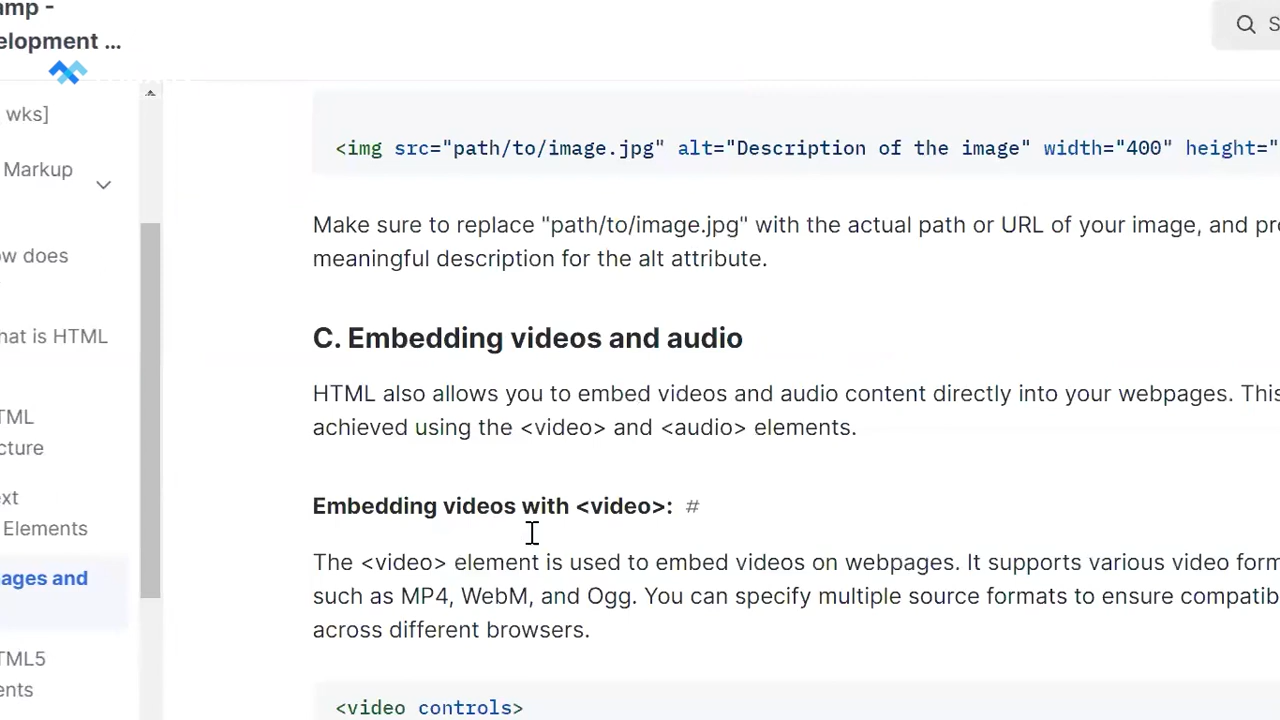 amp -
elopment ...
S
wks]
Markup
ow does
hat is HTML
TML
cture
ext
Elements
ages and
TML5
ents
<img src="path/to/image.jpg" alt="Description of the image" width="400" height="
Make sure to replace "path/to/image.jpg" with the actual path or URL of your image, and pro
meaningful description for the alt attribute.
C. Embedding videos and audio
HTML also allows you to embed videos and audio content directly into your webpages. This
achieved using the <video> and <audio> elements.
Embedding videos with <video>: #
The <video> element is used to embed videos on webpages. It supports various video form
such as MP4, WebM, and Ogg. You can specify multiple source formats to ensure compatib
across different browsers.
<video controls>